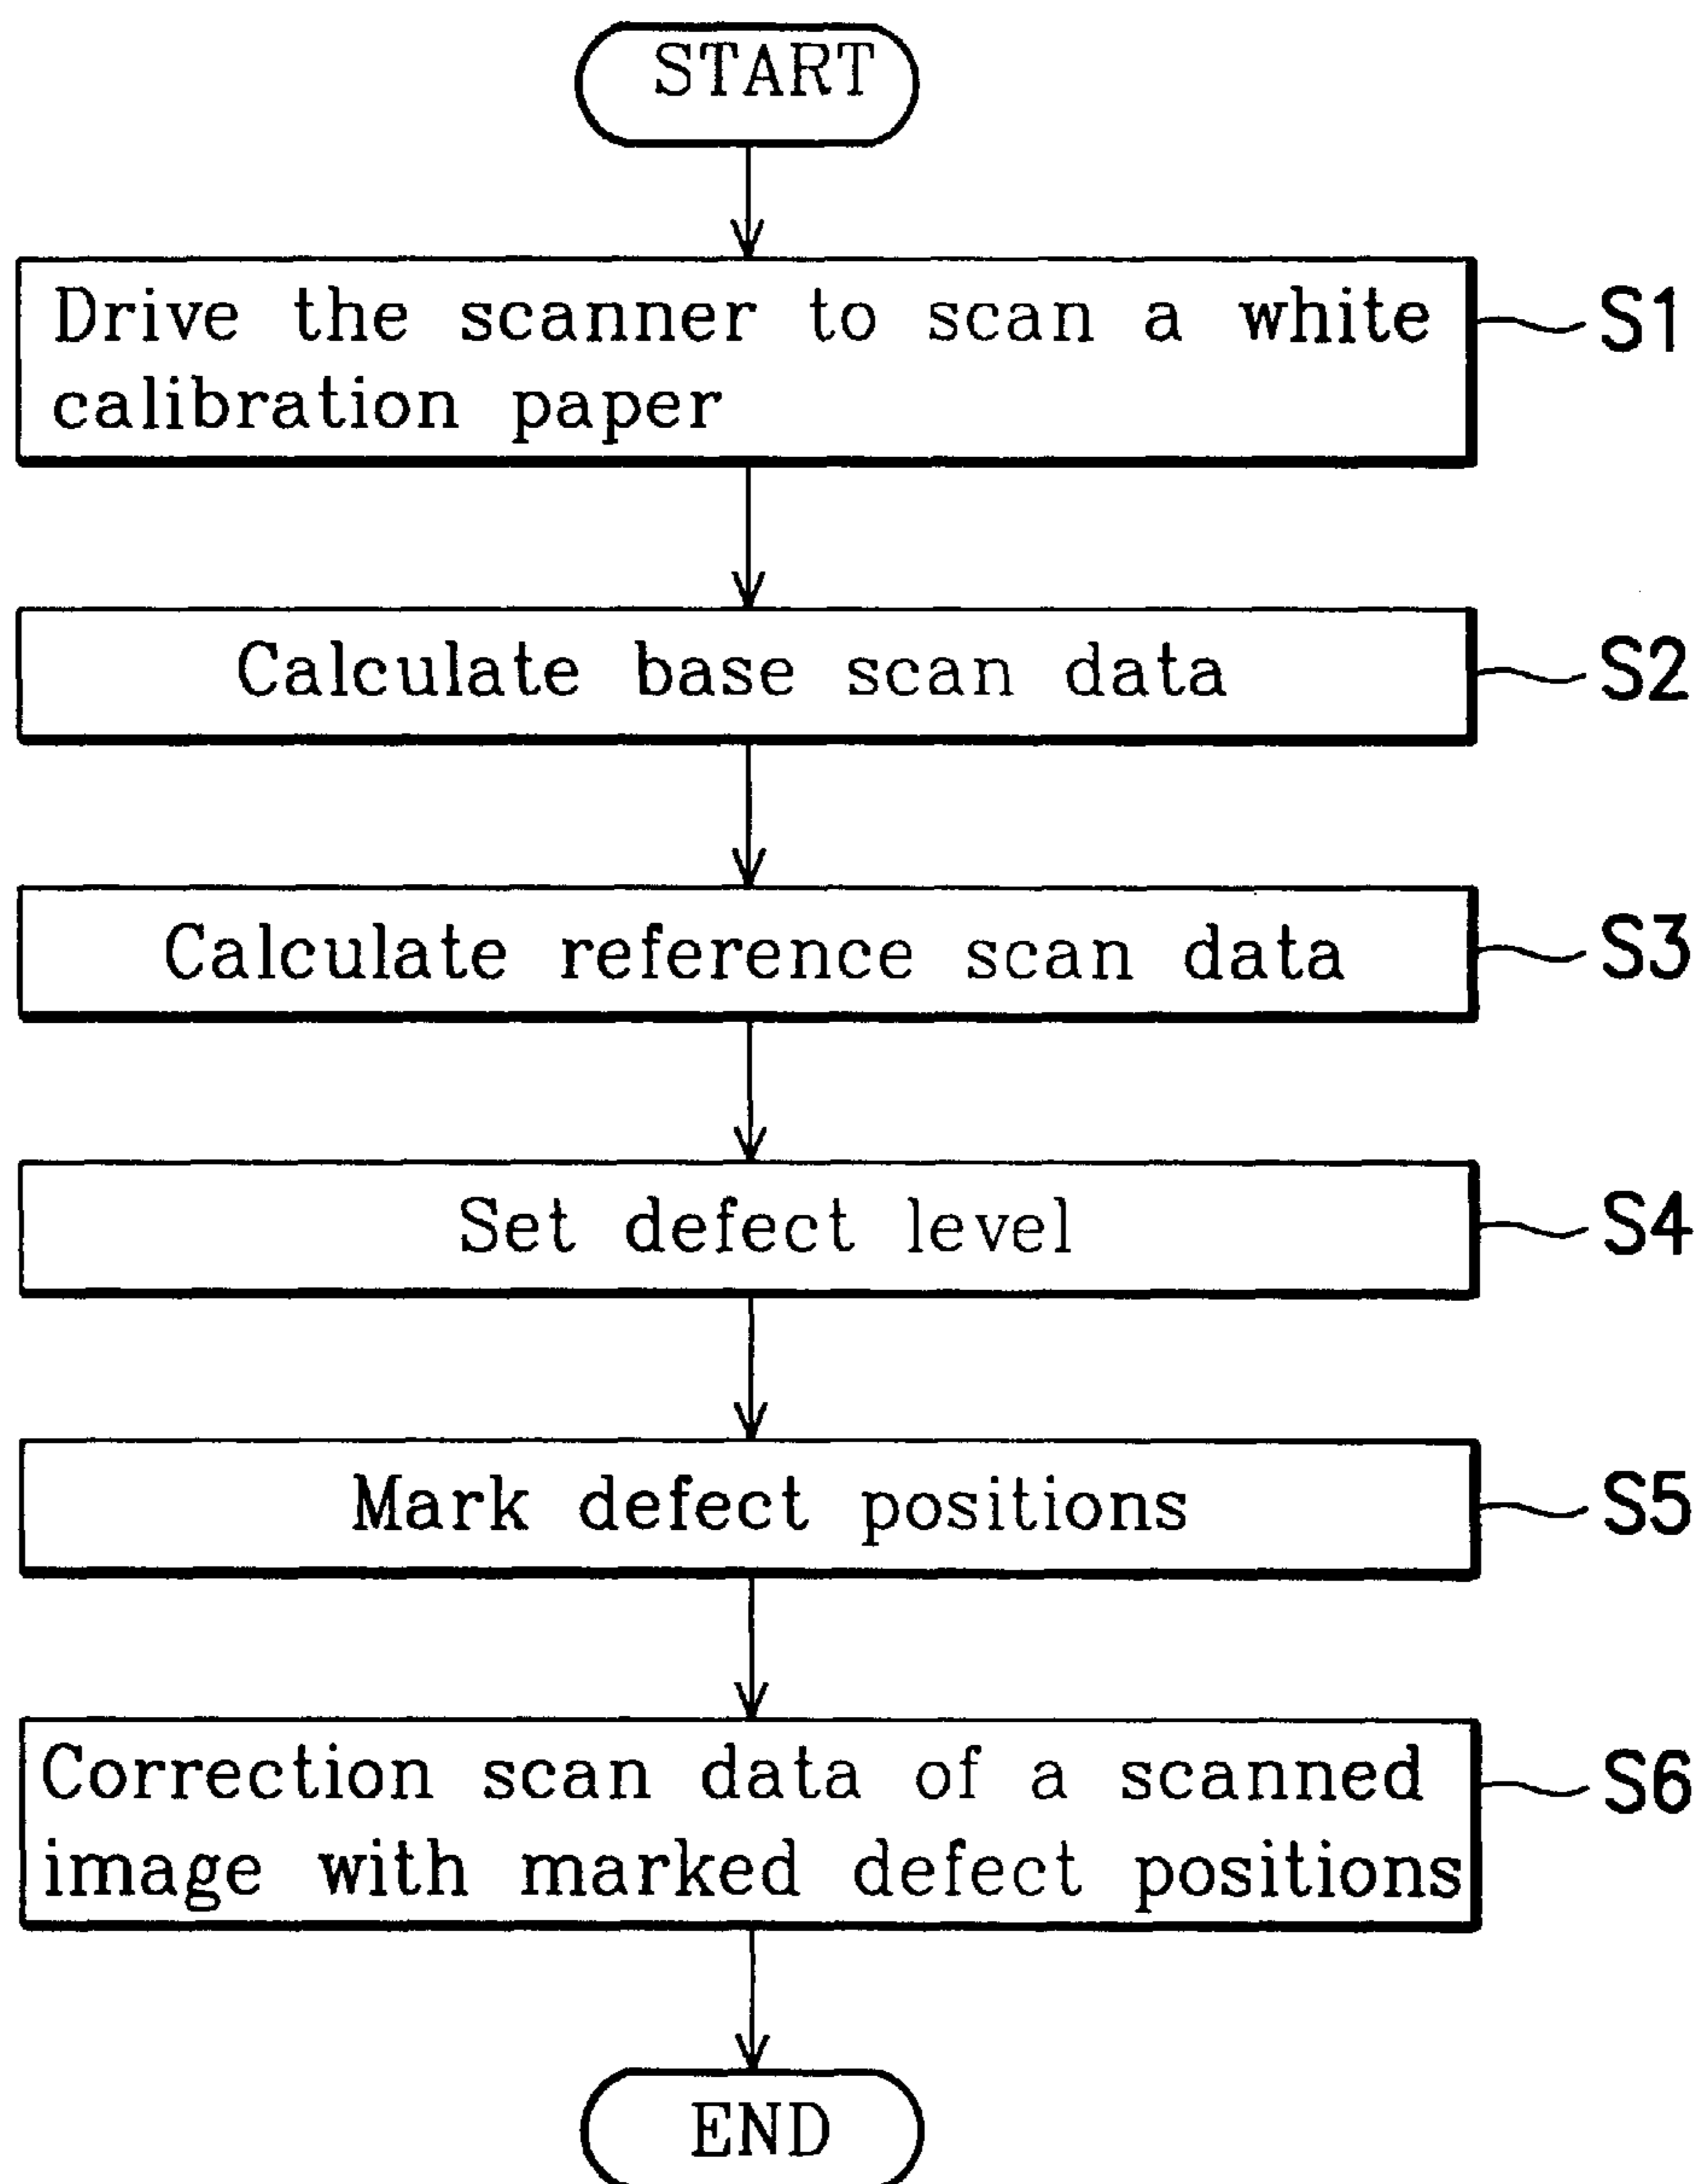 START
Drive the scanner to scan a white
calibration paper
S1
Calculate base scan data
S2
Calculate reference scan data
S3
Set defect level
S4
Mark defect positions
S5
Correction scan data of a scanned
image with marked defect positions
S6
END